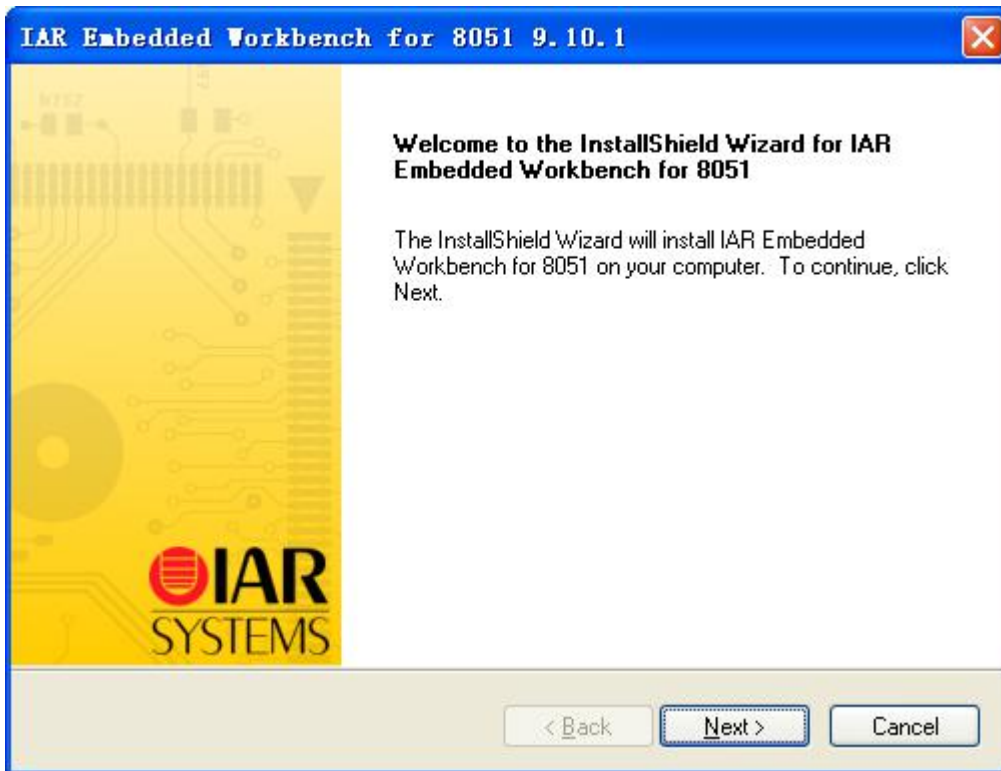 IAR Embedded Workbench for 8051 9.10.1
Welcome to the InstallShield Wizard for IAR
Embedded Workbench for 8051
The InstallShield Wizard will install IAR Embedded
Workbench for 8051 on your computer. To continue, click
Next.
IAR
SYSTEMS
< Back
Next >
Cancel